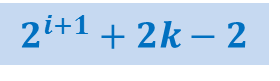 2^{i+1} + 2k − 2